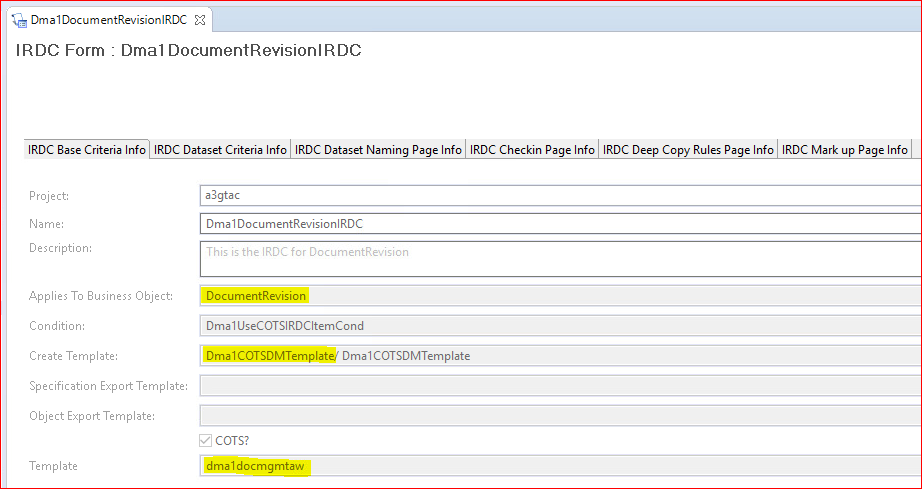 Dma1DocumentRevisionIRDC
IRDC Form : Dma1DocumentRevisionIRDC
IRDC Base Criteria Info IRDC Dataset Criteria Info IRDC Dataset Naming Page Info IRDC Checkin Page Info IRDC Deep Copy Rules Page Info IRDC Mark up Page Info
Project: a3gtac
Name: Dma1DocumentRevisionIRDC
Description: This is the IRDC for DocumentRevision
Applies To Business Object: DocumentRevision
Condition: Dma1UseCOTSIRDCItemCond
Create Template: Dma1COTSDMTemplate/ Dma1COTSDMTemplate
Specification Export Template:
Object Export Template:
COTS?
Template dma1docmgmtaw